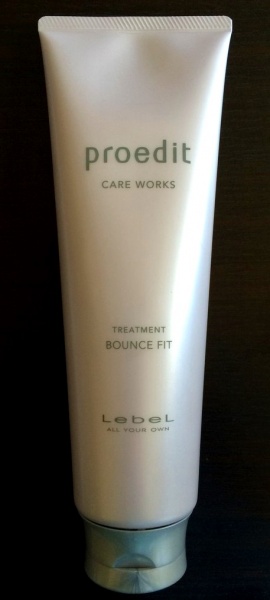 proedit
CARE WORKS
TREATMENT
BOUNCE FIT
LebeL
ALL YOUR OWN